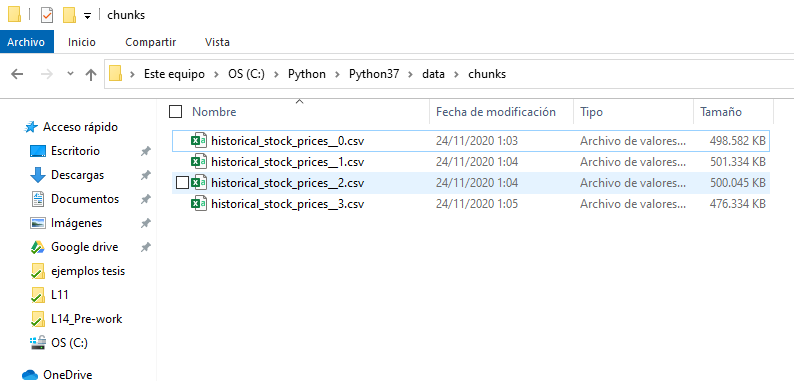 chunks
Archivo Inicio Compartir Vista
Este equipo > OS (C:) > Python > Python37 > data > chunks
Nombre Fecha de modificación Tipo Tamaño
Acceso rápido
historical_stock_prices__0.csv 24/11/2020 1:03 Archivo de valores... 498.582 KB
Escritorio historical_stock_prices__1.csv 24/11/2020 1:04 Archivo de valores... 501.334 KB
Descargas historical_stock_prices__2.csv 24/11/2020 1:04 Archivo de valores... 500.045 KB
Documentos historical_stock_prices__3.csv 24/11/2020 1:05 Archivo de valores... 476.334 KB
Imágenes
Google drive
ejemplos tesis
L11
L14_Pre-work
OS (C:)
OneDrive